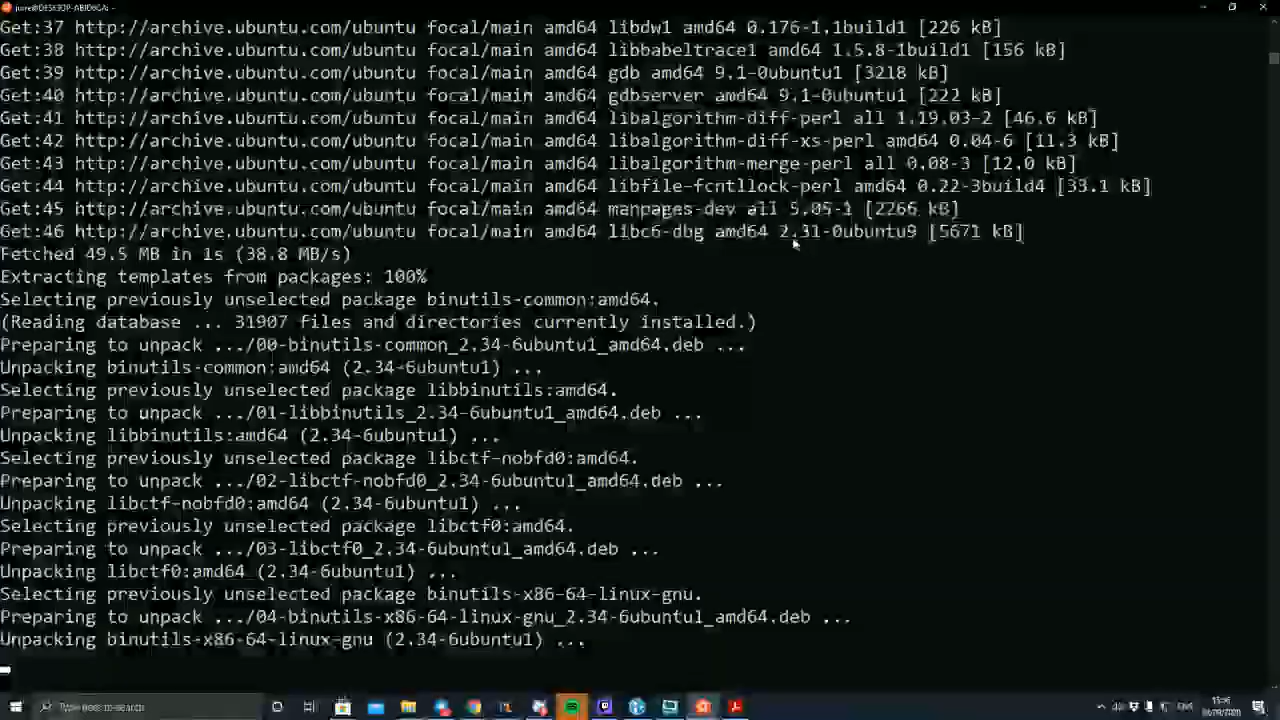 Get:37 http://archive.ubuntu.com/ubuntu focal/main amd64 libdw1 amd64 0.176-1.1build1 [226 kB]
Get:38 http://archive.ubuntu.com/ubuntu focal/main amd64 libbabeltrace1 amd64 1.5.8-1build1 [156 kB]
Get:39 http://archive.ubuntu.com/ubuntu focal/main amd64 gdb amd64 9.1-0ubuntu1 [3218 kB]
Get:40 http://archive.ubuntu.com/ubuntu focal/main amd64 gdbserver amd64 9.1-0ubuntu1 [222 kB]
Get:41 http://archive.ubuntu.com/ubuntu focal/main amd64 libalgorithm-diff-perl all 1.19.03-2 [46.6 kB]
Get:42 http://archive.ubuntu.com/ubuntu focal/main amd64 libalgorithm-diff-xs-perl amd64 0.04-6 [11.3 kB]
Get:43 http://archive.ubuntu.com/ubuntu focal/main amd64 libalgorithm-merge-perl all 0.08-3 [12.0 kB]
Get:44 http://archive.ubuntu.com/ubuntu focal/main amd64 libfile-fcntllock-perl amd64 0.22-3build4 [33.1 kB]
Get:45 http://archive.ubuntu.com/ubuntu focal/main amd64 manpages-dev all 5.05-1 [2266 kB]
Get:46 http://archive.ubuntu.com/ubuntu focal/main amd64 libc6-dbg amd64 2.31-0ubuntu9 [5671 kB]
Fetched 49.5 MB in 1s (38.8 MB/s)
Extracting templates from packages: 100%
Selecting previously unselected package binutils-common:amd64.
(Reading database ... 31907 files and directories currently installed.)
Preparing to unpack .../00-binutils-common_2.34-6ubuntu1_amd64.deb ...
Unpacking binutils-common:amd64 (2.34-6ubuntu1) ...
Selecting previously unselected package libbinutils:amd64.
Preparing to unpack .../01-libbinutils_2.34-6ubuntu1_amd64.deb ...
Unpacking libbinutils:amd64 (2.34-6ubuntu1) ...
Selecting previously unselected package libctf-nobfd0:amd64.
Preparing to unpack .../02-libctf-nobfd0_2.34-6ubuntu1_amd64.deb ...
Unpacking libctf-nobfd0:amd64 (2.34-6ubuntu1) ...
Selecting previously unselected package libctf0:amd64.
Preparing to unpack .../03-libctf0_2.34-6ubuntu1_amd64.deb ...
Unpacking libctf0:amd64 (2.34-6ubuntu1) ...
Selecting previously unselected package binutils-x86-64-linux-gnu.
Preparing to unpack .../04-binutils-x86-64-linux-gnu_2.34-6ubuntu1_amd64.deb ...
Unpacking binutils-x86-64-linux-gnu (2.34-6ubuntu1) ...
Type here to search